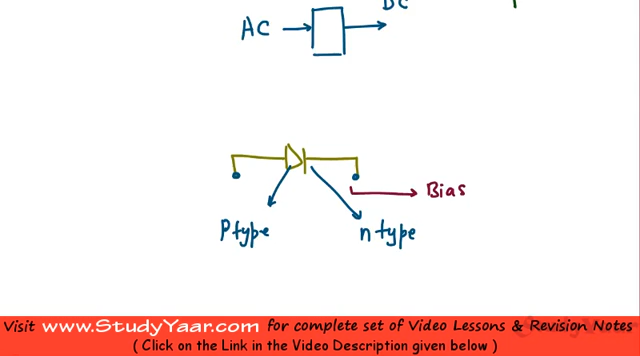 DC
AC
Bias
P type
n type
Visit www.StudyYaar.com for complete set of Video Lessons & Revision Notes
( Click on the Link in the Video Description given below )